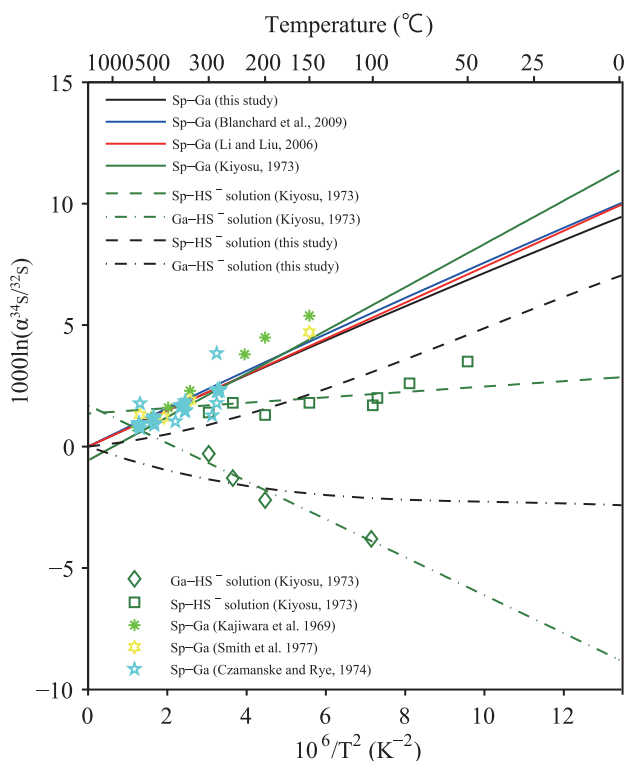 Temperature (℃)
1000 500 300 200 150 100 50 25 0
15
Sp−Ga (this study)
Sp−Ga (Blanchard et al., 2009)
Sp−Ga (Li and Liu, 2006)
Sp−Ga (Kiyosu, 1973)
10
Sp−HS⁻ solution (Kiyosu, 1973)
Ga−HS⁻ solution (Kiyosu, 1973)
Sp−HS⁻ solution (this study)
Ga−HS⁻ solution (this study)
1000ln(α³⁴S/³²S)
5
0
−5
Ga−HS⁻ solution (Kiyosu, 1973)
Sp−HS⁻ solution (Kiyosu, 1973)
Sp−Ga (Kajiwara et al. 1969)
Sp−Ga (Smith et al. 1977)
Sp−Ga (Czamanske and Rye, 1974)
−10
0 2 4 6 8 10 12
10⁶/T² (K⁻²)